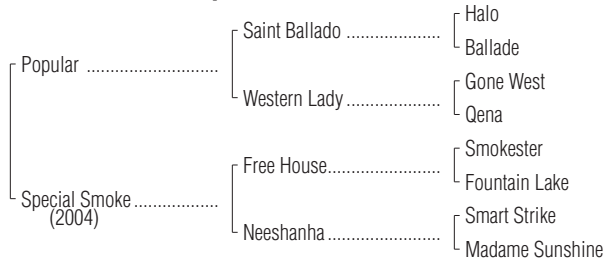 Halo
Saint Ballado ....................
Ballade
Popular ............................
Gone West
Western Lady .................
Qena
Smokester
Free House.......................
Fountain Lake
Special Smoke ..................
(2004)
Smart Strike
Neeshanha .......................
Madame Sunshine